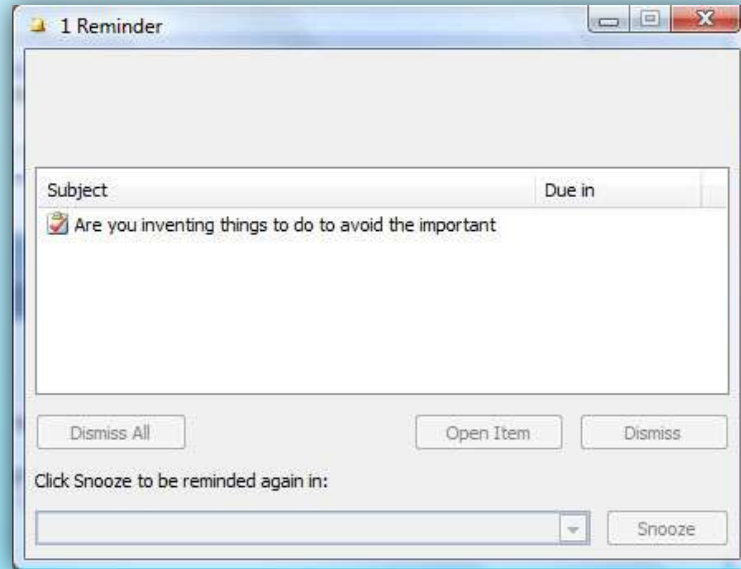 1 Reminder
Subject Due in
Are you inventing things to do to avoid the important
Dismiss All Open Item Dismiss
Click Snooze to be reminded again in:
Snooze